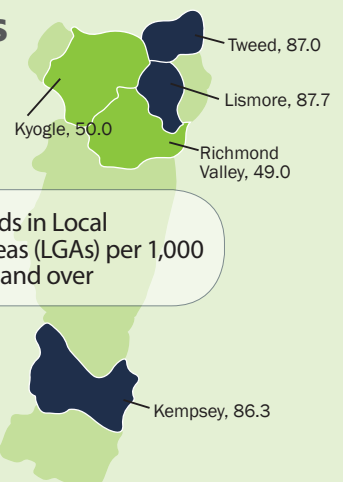 s
Tweed, 87.0
Lismore, 87.7
Kyogle, 50.0
Richmond
Valley, 49.0
ds in Local
eas (LGAs) per 1,000
and over
Kempsey, 86.3